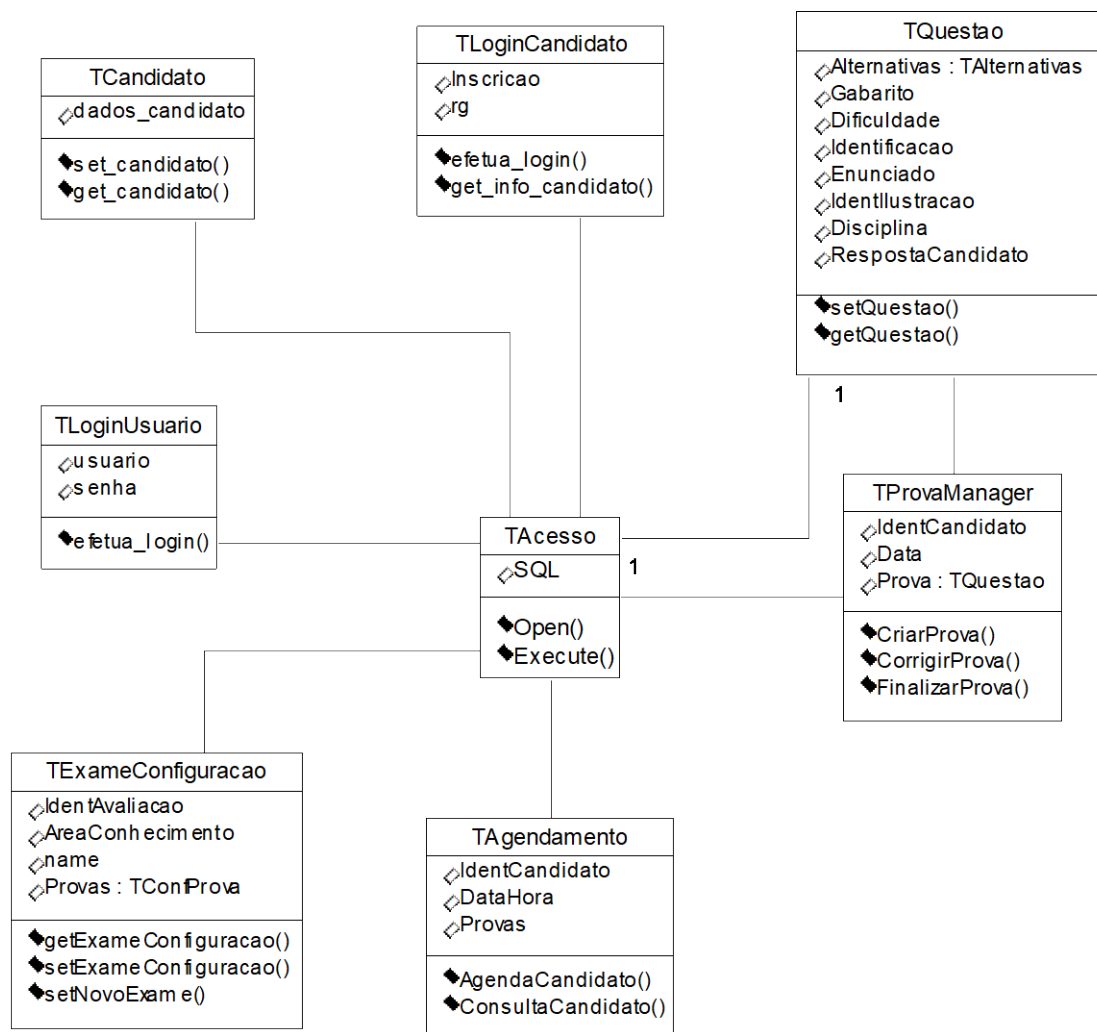 TCandidato
dados_candidato
set_candidato()
get_candidato()
TLoginCandidato
Inscricao
rg
efetua_login()
get_info_candidato()
TQuestao
Alternativas : TAlternativas
Gabarito
Dificuldade
Identificacao
Enunciado
IdentIlustracao
Disciplina
RespostaCandidato
setQuestao()
getQuestao()
1
TLoginUsuario
usuario
senha
efetua_login()
TAcesso
SQL
Open()
Execute()
1
TProvaManager
IdentCandidato
Data
Prova : TQuestao
CriarProva()
CorrigirProva()
FinalizarProva()
TExameConfiguracao
IdentAvaliacao
AreaConhecimento
name
Provas : TConfProva
getExameConfiguracao()
setExameConfiguracao()
setNovoExame()
TAgendamento
IdentCandidato
DataHora
Provas
AgendaCandidato()
ConsultaCandidato()